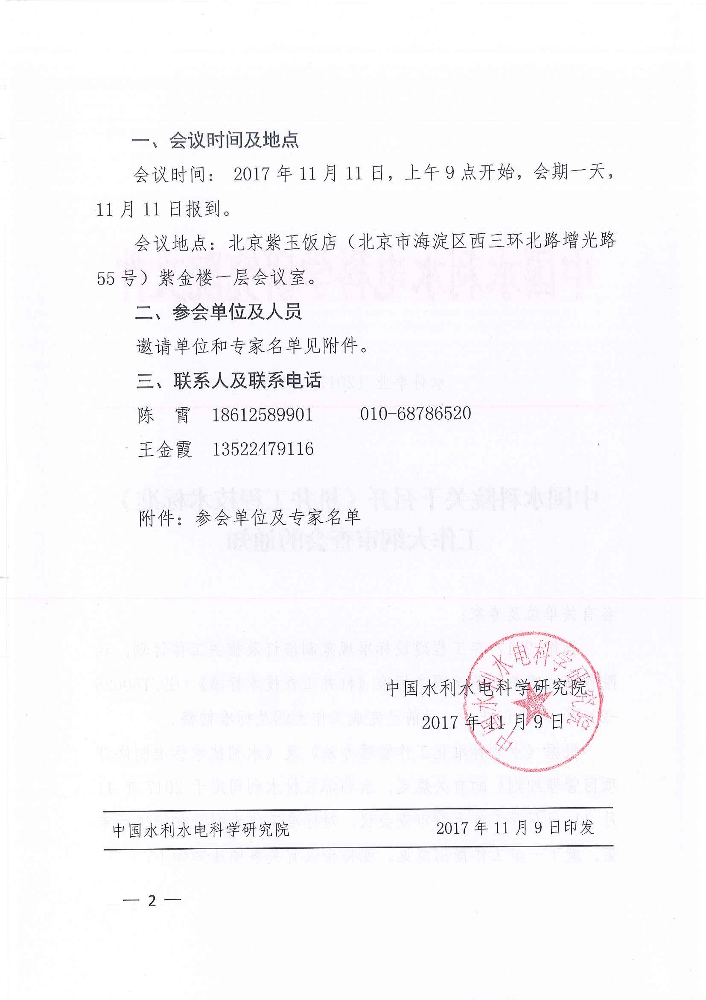 一、会议时间及地点
会议时间： 2017 年 11 月 11 日，上午 9 点开始，会期一天，
11 月 11 日报到。
会议地点：北京紫玉饭店（北京市海淀区西三环北路增光路
55 号）紫金楼一层会议室。
二、参会单位及人员
邀请单位和专家名单见附件。
三、联系人及联系电话
陈　霄 18612589901 010-68786520
王金霞 13522479116
附件：参会单位及专家名单
中国水利水电科学研究院
中国水利水电科学研究院
2017 年 11 月 9 日
中国水利水电科学研究院 2017 年 11 月 9 日印发
— 2 —